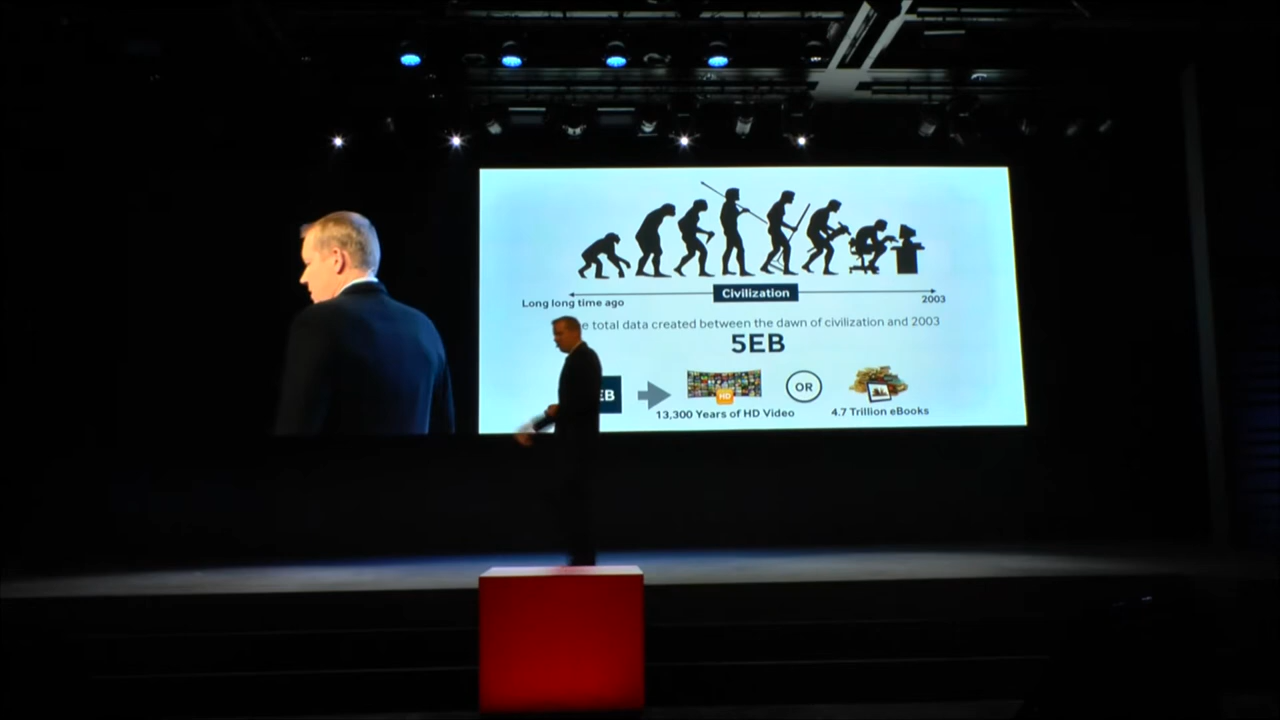 Civilization
Long long time ago
2003
total data created between the dawn of civilization and 2003
5EB
EB
HD
OR
13,300 Years of HD Video
4.7 Trillion eBooks